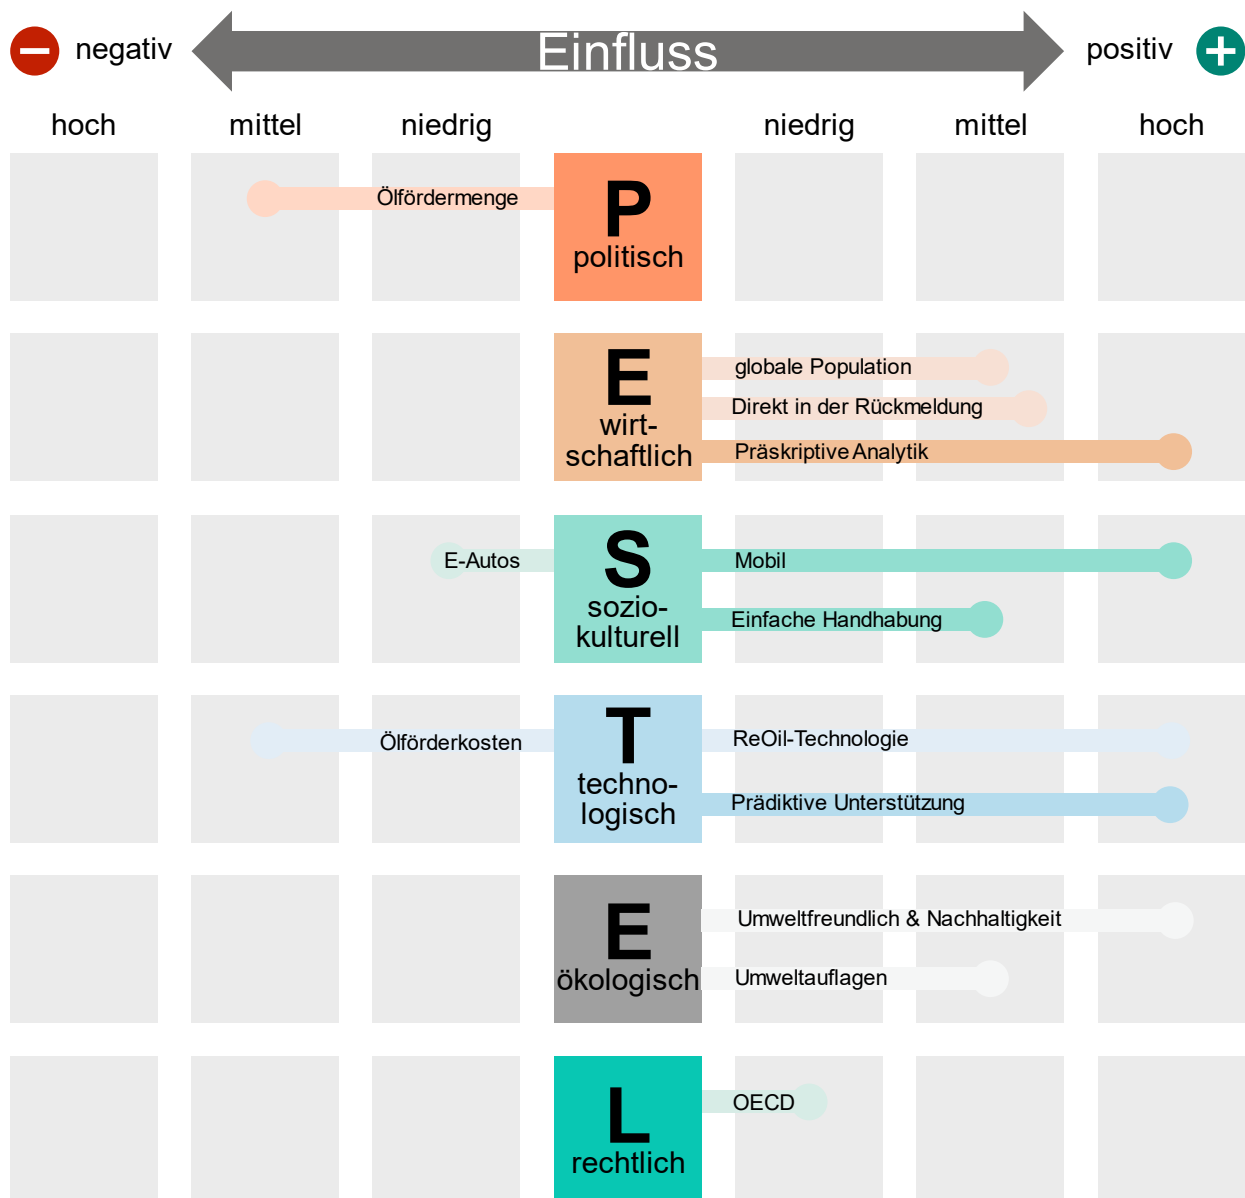 negativ
Einfluss
positiv
hoch
mittel
niedrig
niedrig
mittel
hoch
Ölfördermenge
P
politisch
E
wirt-
schaftlich
globale Population
Direkt in der Rückmeldung
Präskriptive Analytik
E-Autos
S
sozio-
kulturell
Mobil
Einfache Handhabung
Ölförderkosten
T
techno-
logisch
ReOil-Technologie
Prädiktive Unterstützung
E
ökologisch
Umweltfreundlich & Nachhaltigkeit
Umweltauflagen
L
rechtlich
OECD